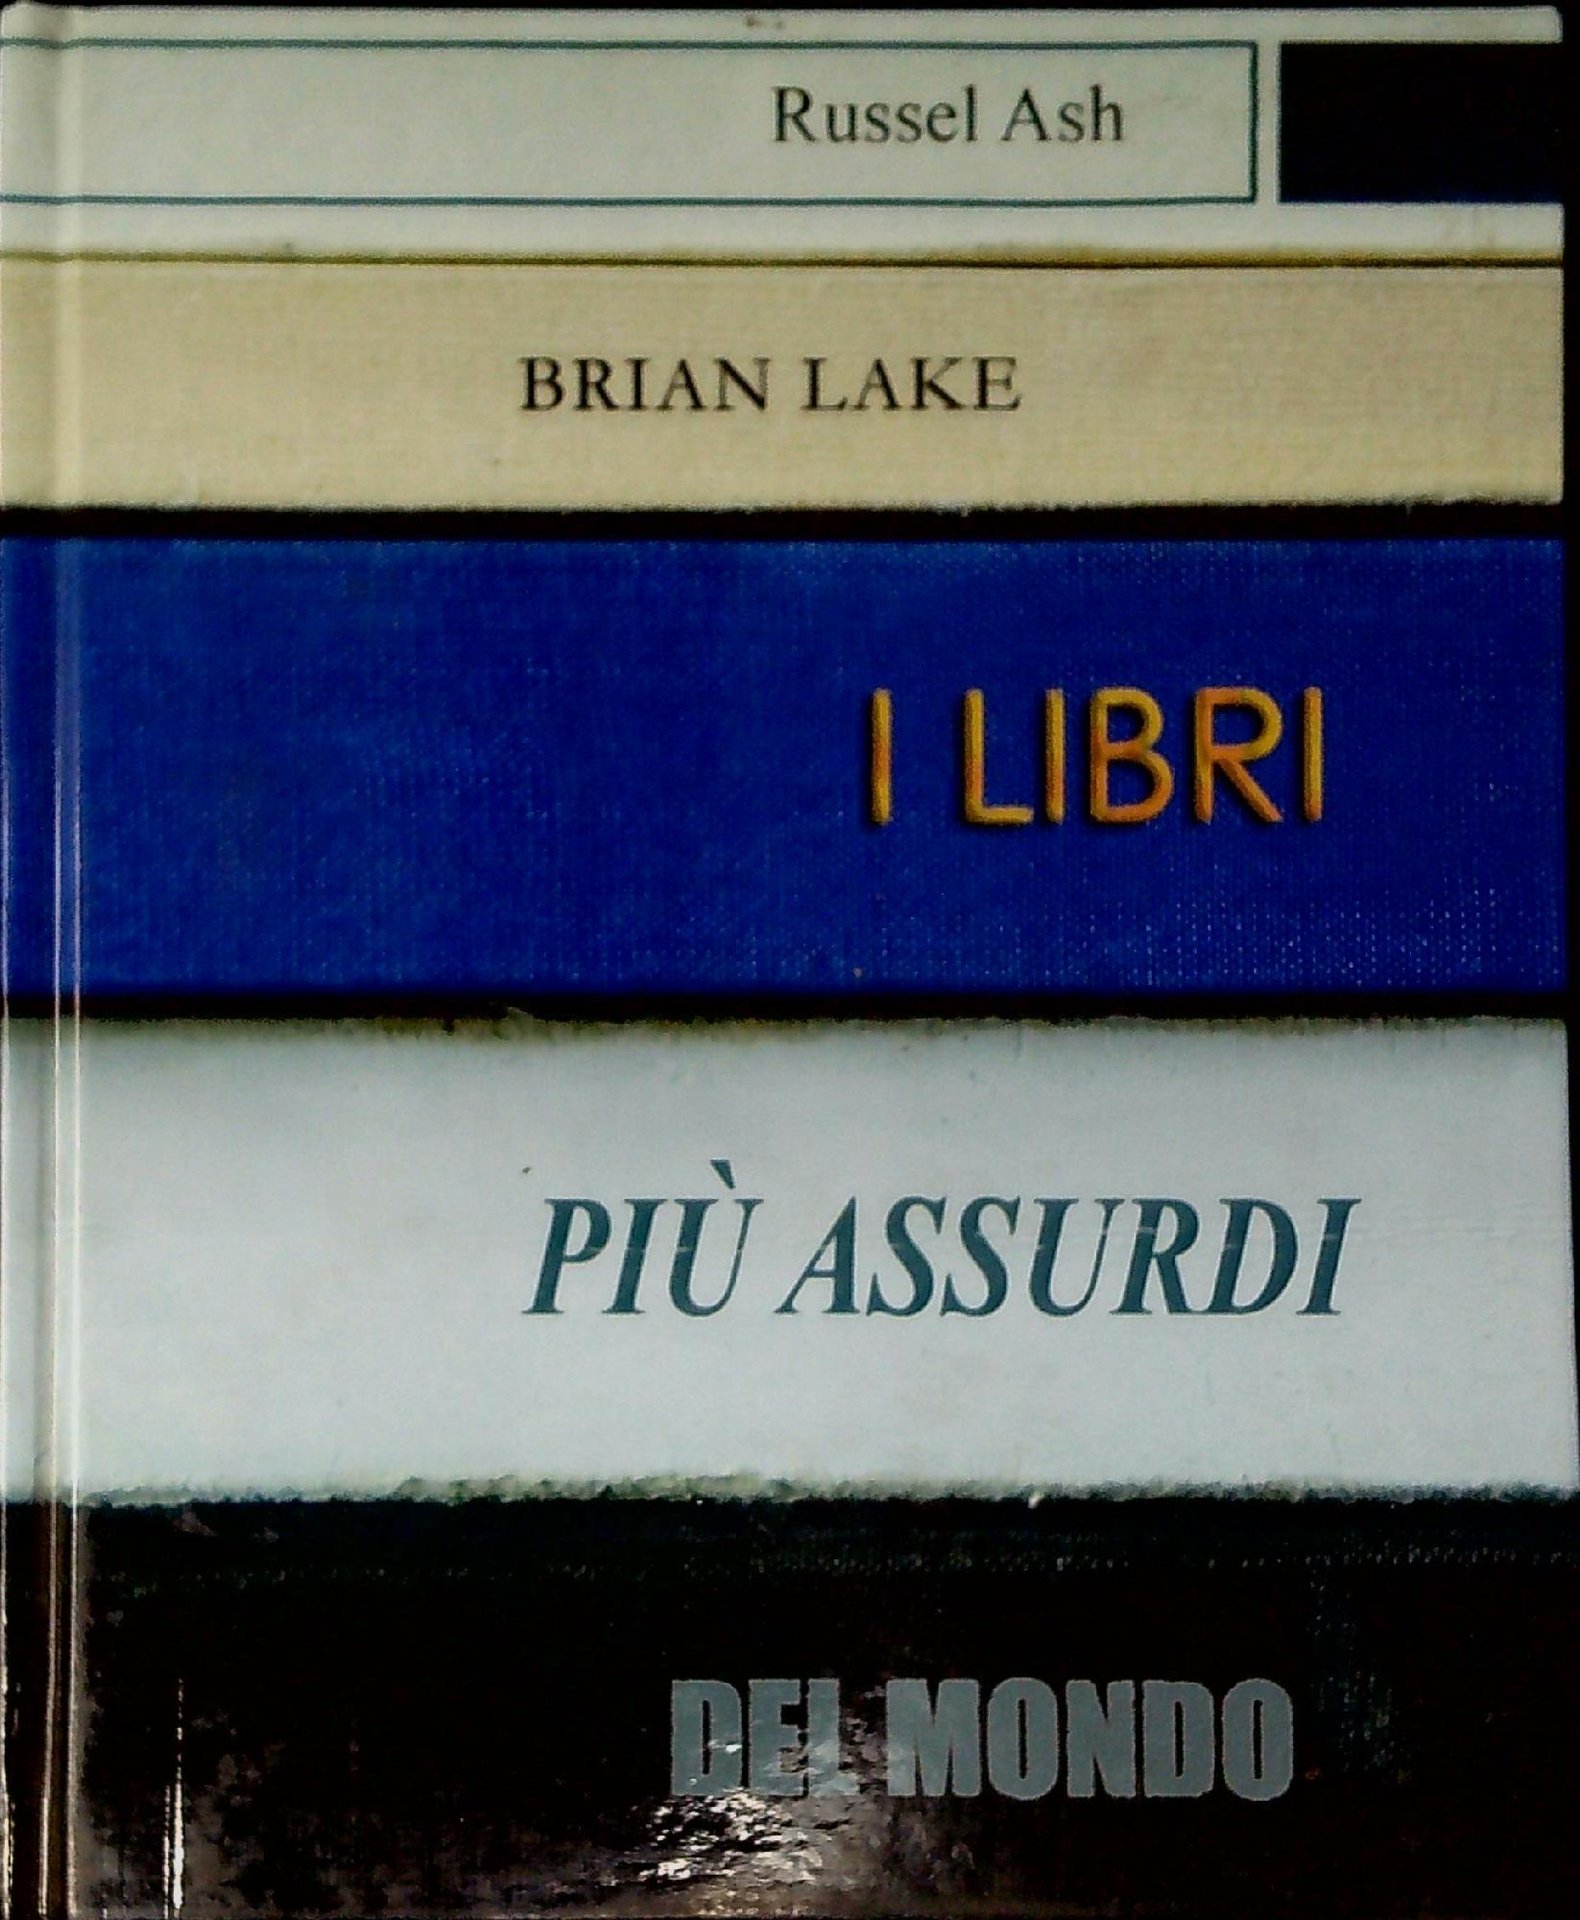 Russel Ash
BRIAN LAKE
I LIBRI
PIÙ ASSURDI
DEL MONDO